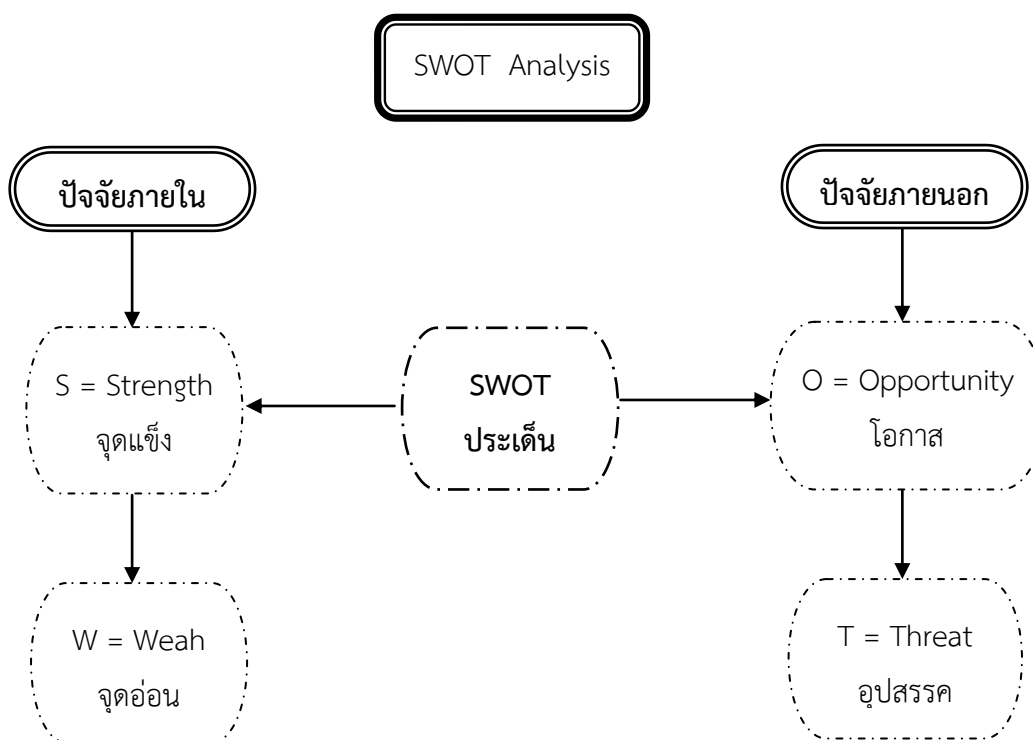 SWOT Analysis
ปัจจัยภายใน
ปัจจัยภายนอก
S = Strength
จุดแข็ง
SWOT
ประเด็น
O = Opportunity
โอกาส
W = Weah
จุดอ่อน
T = Threat
อุปสรรค